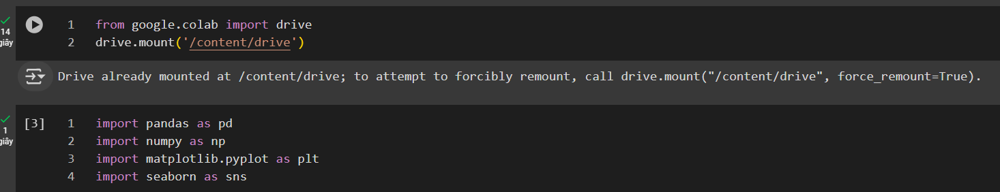 14
giây
1 from google.colab import drive
2 drive.mount('/content/drive')
Drive already mounted at /content/drive; to attempt to forcibly remount, call drive.mount("/content/drive", force_remount=True).
1
giây
[3] 1 import pandas as pd
2 import numpy as np
3 import matplotlib.pyplot as plt
4 import seaborn as sns